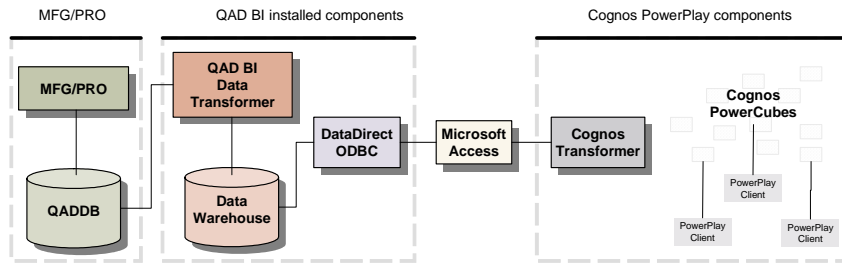 MFG/PRO
QAD BI installed components
Cognos PowerPlay components
MFG/PRO
QADDB
QAD BI
Data
Transformer
Data
Warehouse
DataDirect
ODBC
Microsoft
Access
Cognos
Transformer
Cognos
PowerCubes
PowerPlay
Client
PowerPlay
Client
PowerPlay
Client